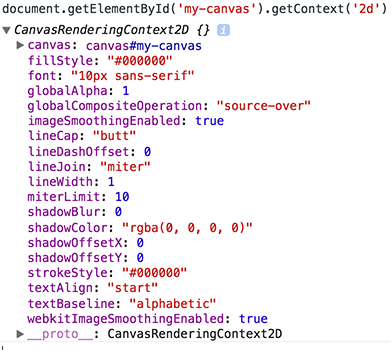 document.getElementById('my-canvas').getContext('2d')
CanvasRenderingContext2D {} i
canvas: canvas#my-canvas
fillStyle: "#000000"
font: "10px sans-serif"
globalAlpha: 1
globalCompositeOperation: "source-over"
imageSmoothingEnabled: true
lineCap: "butt"
lineDashOffset: 0
lineJoin: "miter"
lineWidth: 1
miterLimit: 10
shadowBlur: 0
shadowColor: "rgba(0, 0, 0, 0)"
shadowOffsetX: 0
shadowOffsetY: 0
strokeStyle: "#000000"
textAlign: "start"
textBaseline: "alphabetic"
webkitImageSmoothingEnabled: true
__proto__: CanvasRenderingContext2D